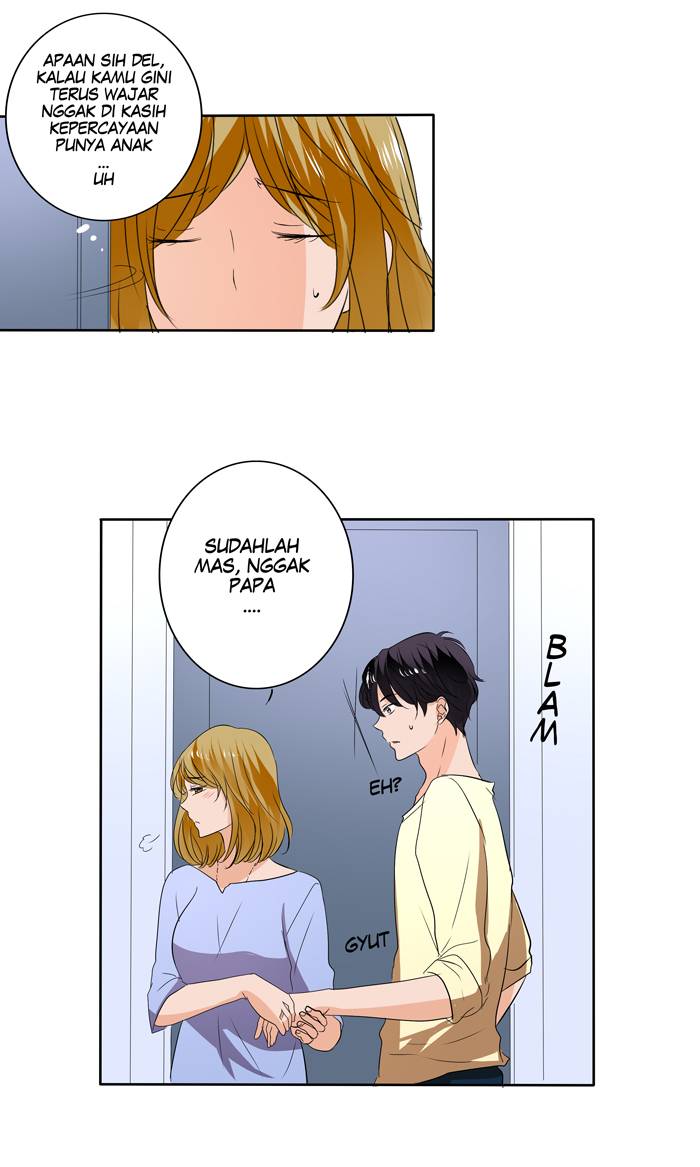 APAAN SIH DEL,
KALAU KAMU GINI
TERUS WAJAR
NGGAK DI KASIH
KEPERCAYAAN
PUNYA ANAK
...
UH
SUDAHLAH
MAS, NGGAK
PAPA
....
BLAM
EH?
GYUT